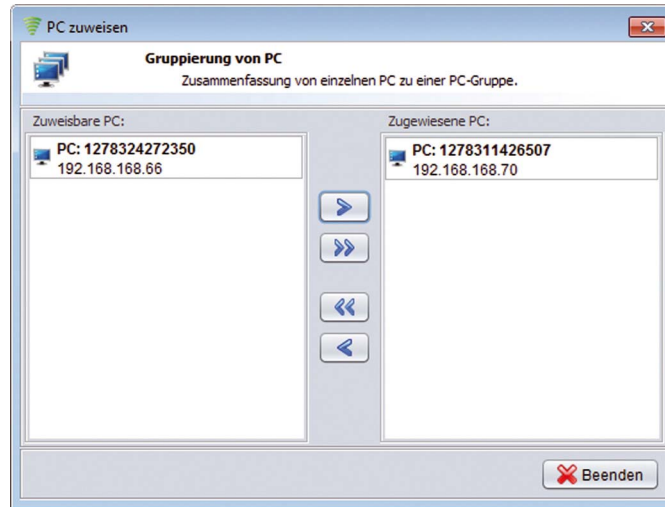 PC zuweisen
Gruppierung von PC
Zusammenfassung von einzelnen PC zu einer PC-Gruppe.
Zuweisbare PC:
PC: 1278324272350
192.168.168.66
Zugewiesene PC:
PC: 1278311426507
192.168.168.70
Beenden